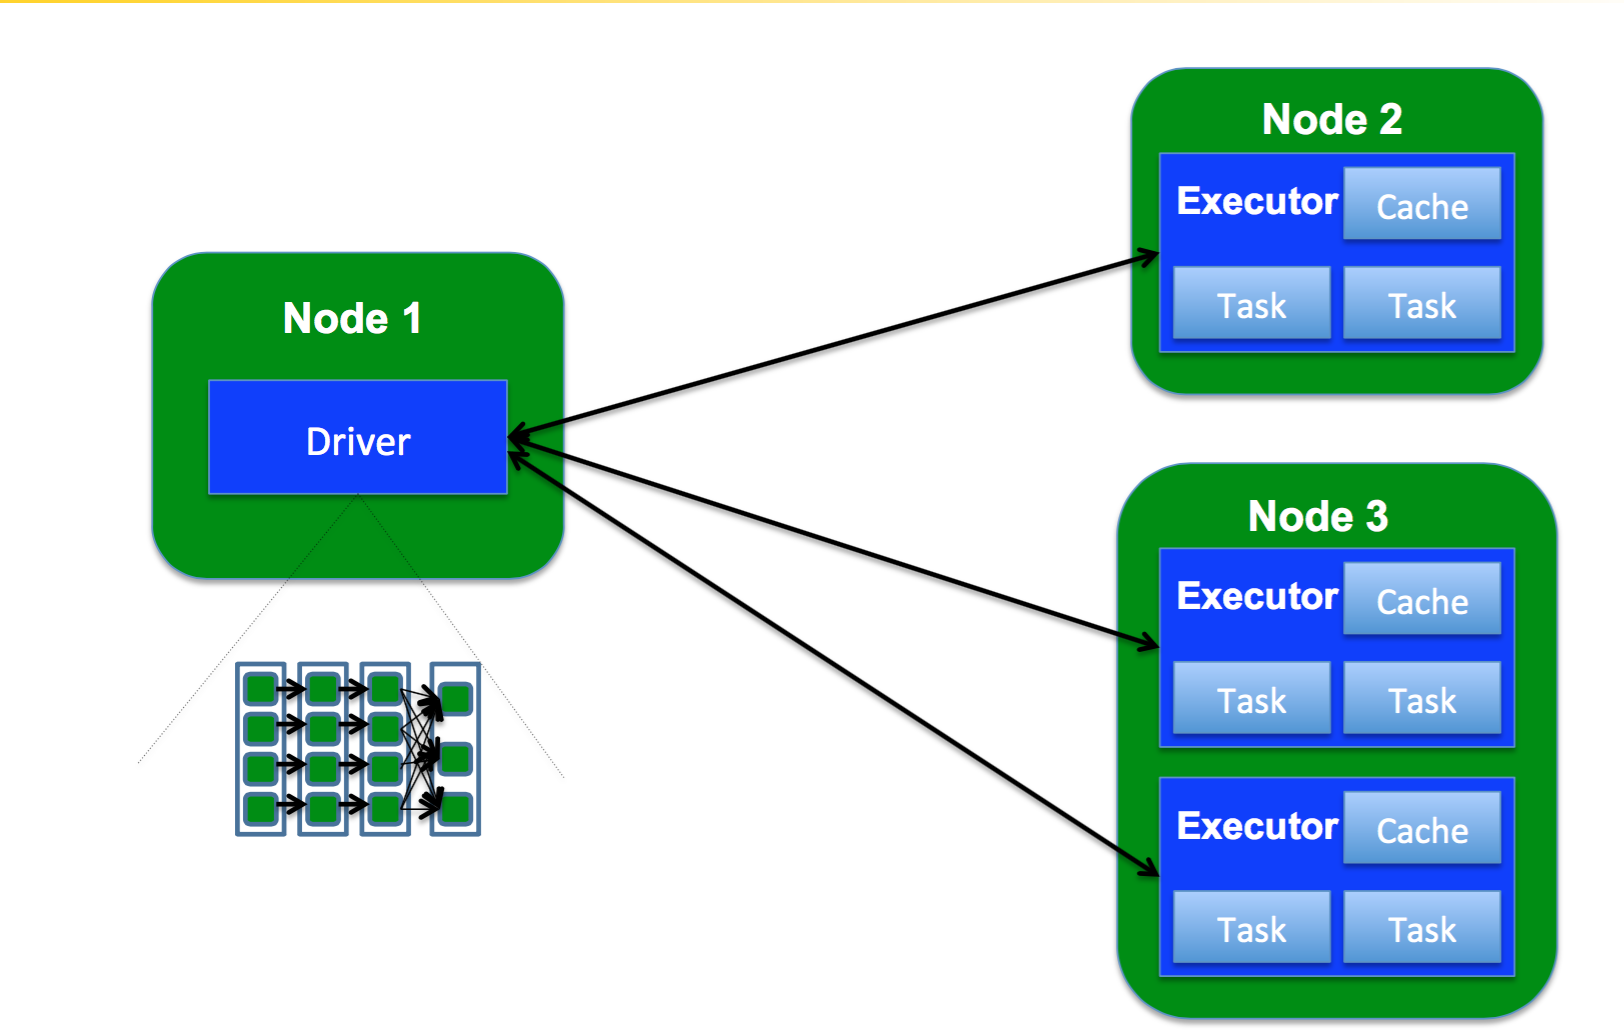 Node 1
Driver
Node 2
Executor Cache
Task Task
Node 3
Executor Cache
Task Task
Executor Cache
Task Task